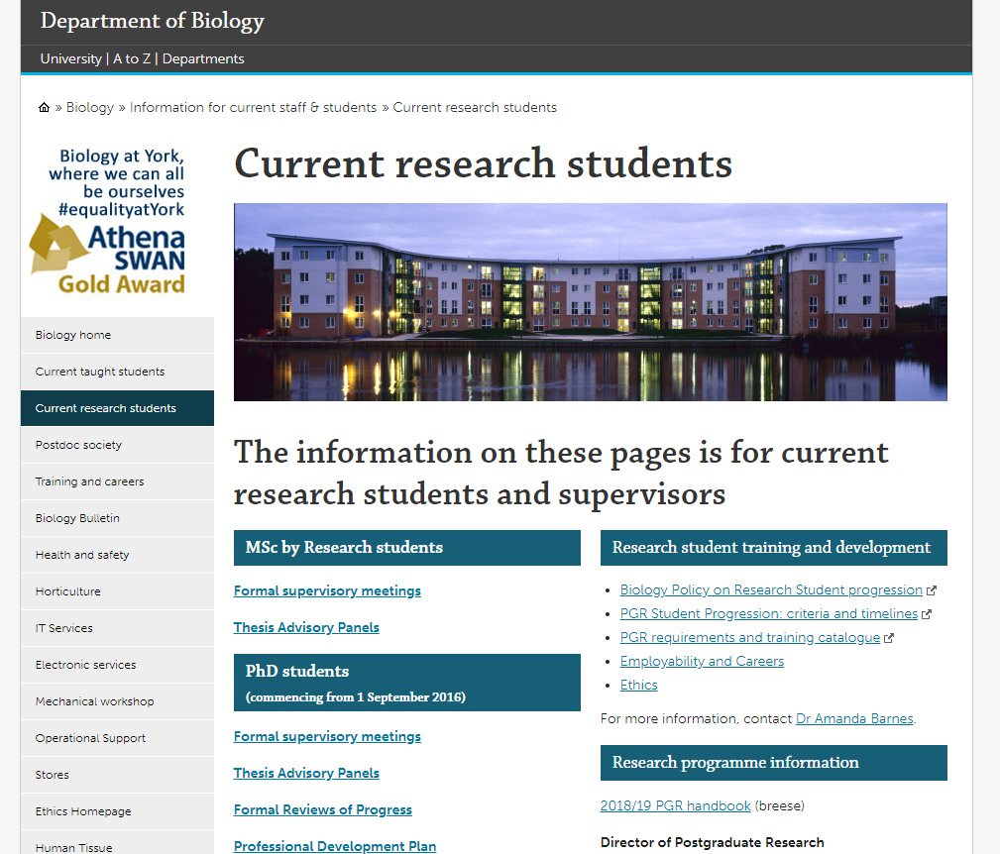 Department of Biology
University | A to Z | Departments
» Biology » Information for current staff & students » Current research students
Biology at York,
where we can all
be ourselves
#equalityatYork
Athena
SWAN
Gold Award
Biology home
Current taught students
Current research students
Postdoc society
Training and careers
Biology Bulletin
Health and safety
Horticulture
IT Services
Electronic services
Mechanical workshop
Operational Support
Stores
Ethics Homepage
Human Tissue
Current research students
The information on these pages is for current
research students and supervisors
MSc by Research students
Formal supervisory meetings
Thesis Advisory Panels
PhD students
(commencing from 1 September 2016)
Formal supervisory meetings
Thesis Advisory Panels
Formal Reviews of Progress
Professional Development Plan
Research student training and development
• Biology Policy on Research Student progression
• PGR Student Progression: criteria and timelines
• PGR requirements and training catalogue
• Employability and Careers
• Ethics
For more information, contact Dr Amanda Barnes.
Research programme information
2018/19 PGR handbook (breese)
Director of Postgraduate Research